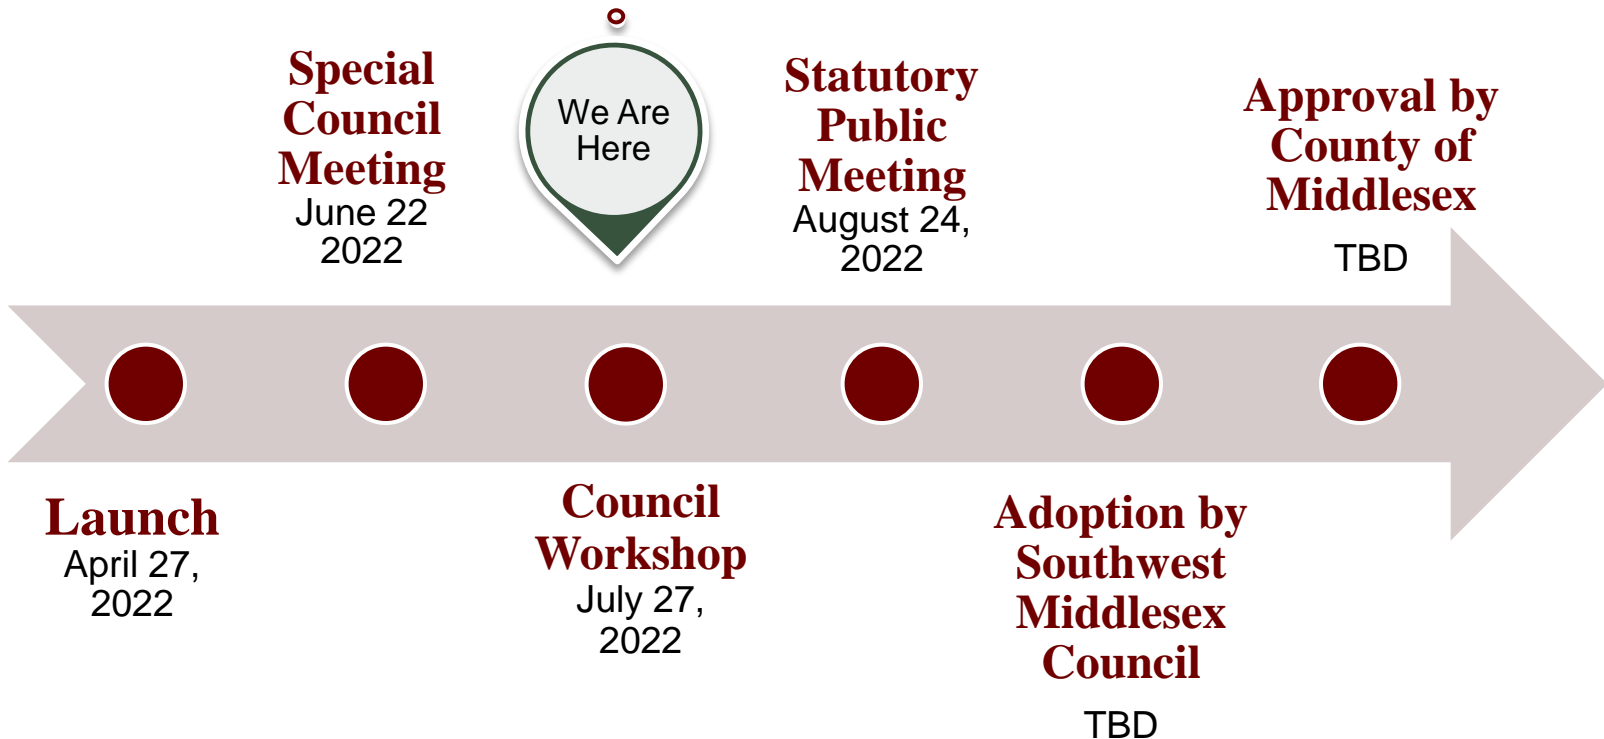 Special
Council
Meeting
June 22
2022
We Are
Here
Statutory
Public
Meeting
August 24,
2022
Approval by
County of
Middlesex
TBD
Launch
April 27,
2022
Council
Workshop
July 27,
2022
Adoption by
Southwest
Middlesex
Council
TBD